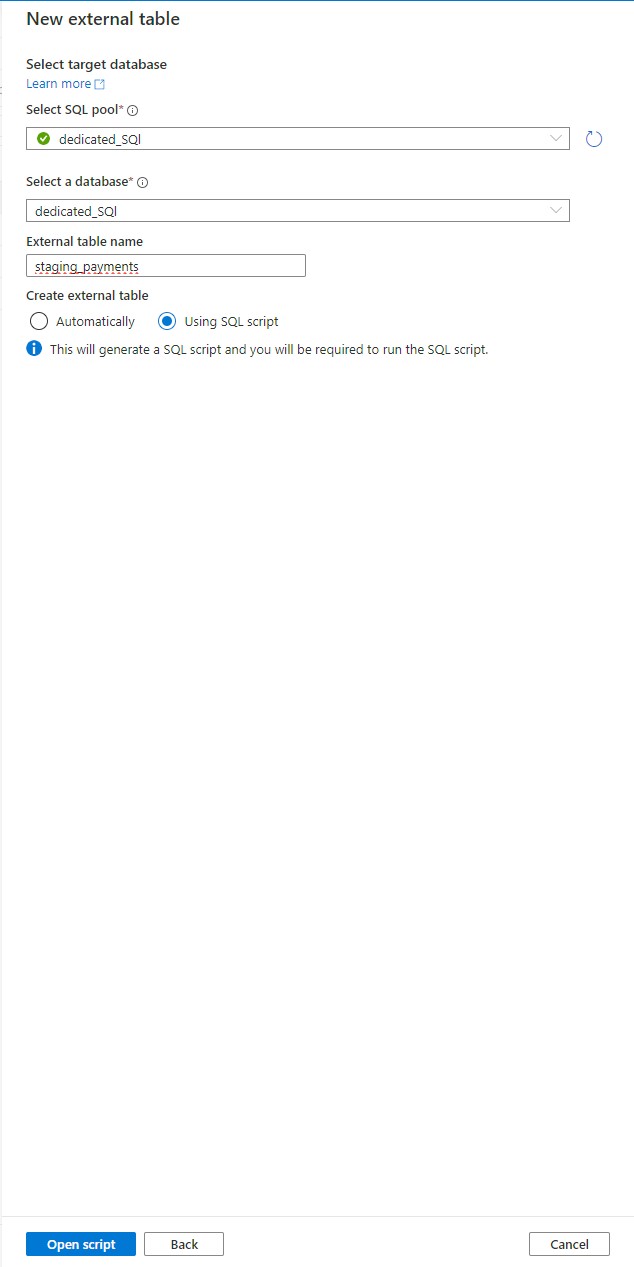 New external table
Select target database
Learn more
Select SQL pool*
dedicated_SQl
Select a database*
dedicated_SQl
External table name
staging_payments
Create external table
Automatically Using SQL script
This will generate a SQL script and you will be required to run the SQL script.
Open script Back Cancel